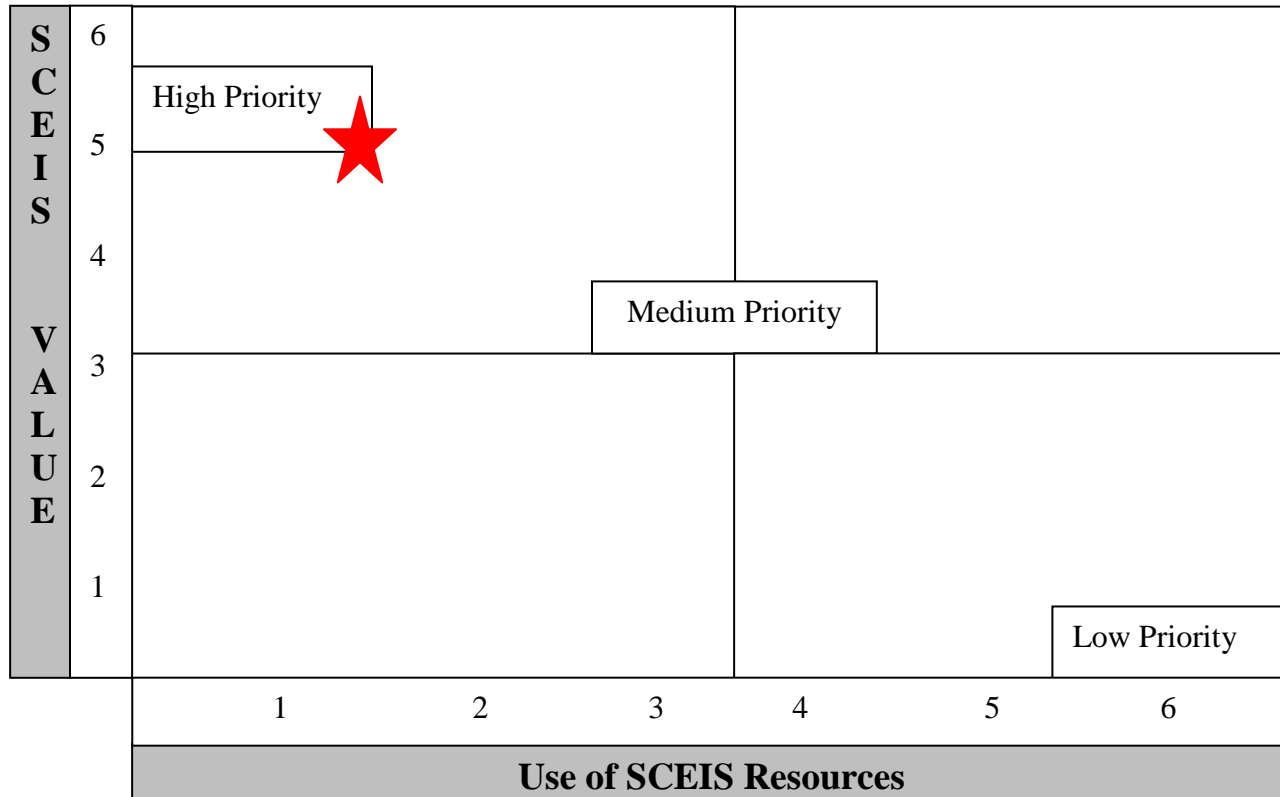 SCEIS VALUE
6
High Priority
5
4
Medium Priority
3
2
1
Low Priority
1 2 3 4 5 6
Use of SCEIS Resources